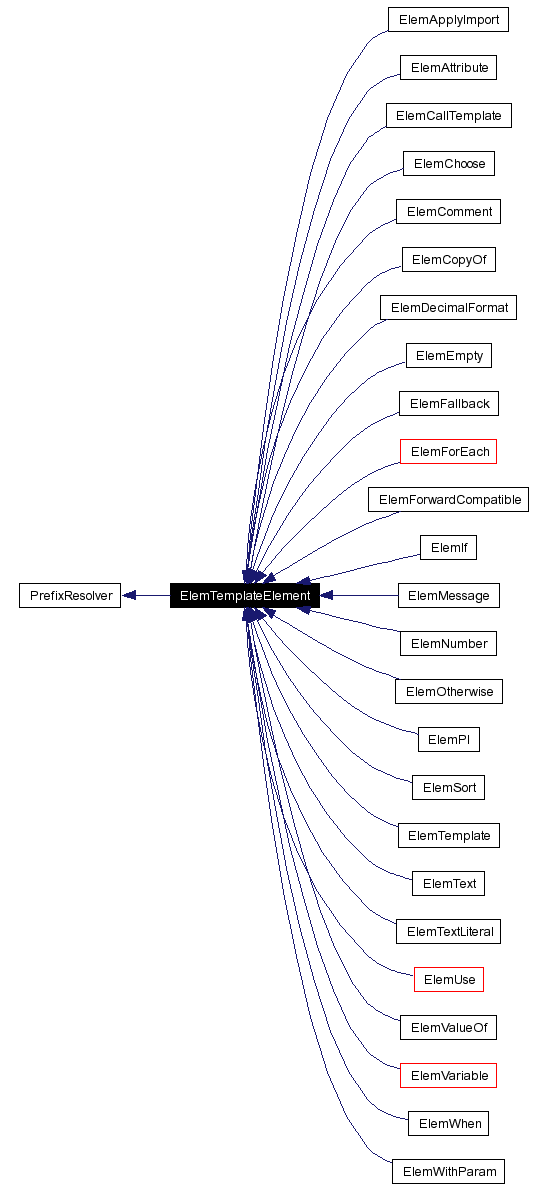 ElemApplyImport
ElemAttribute
ElemCallTemplate
ElemChoose
ElemComment
ElemCopyOf
ElemDecimalFormat
ElemEmpty
ElemFallback
ElemForEach
ElemForwardCompatible
ElemIf
PrefixResolver
ElemTemplateElement
ElemMessage
ElemNumber
ElemOtherwise
ElemPI
ElemSort
ElemTemplate
ElemText
ElemTextLiteral
ElemUse
ElemValueOf
ElemVariable
ElemWhen
ElemWithParam